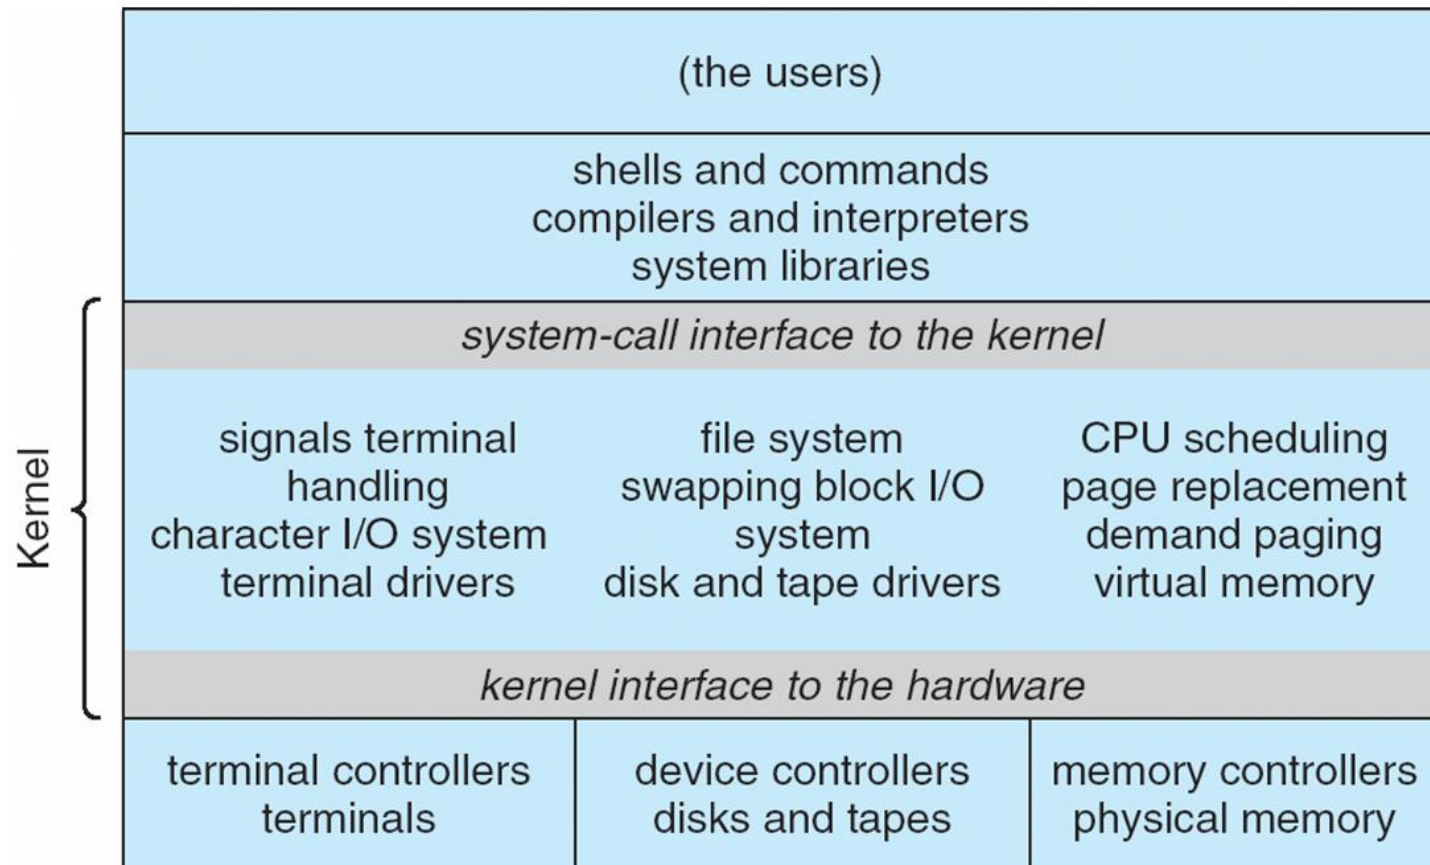 (the users)
shells and commands
compilers and interpreters
system libraries
system-call interface to the kernel
Kernel
signals terminal
handling
character I/O system
terminal drivers
file system
swapping block I/O
system
disk and tape drivers
CPU scheduling
page replacement
demand paging
virtual memory
kernel interface to the hardware
terminal controllers
terminals
device controllers
disks and tapes
memory controllers
physical memory